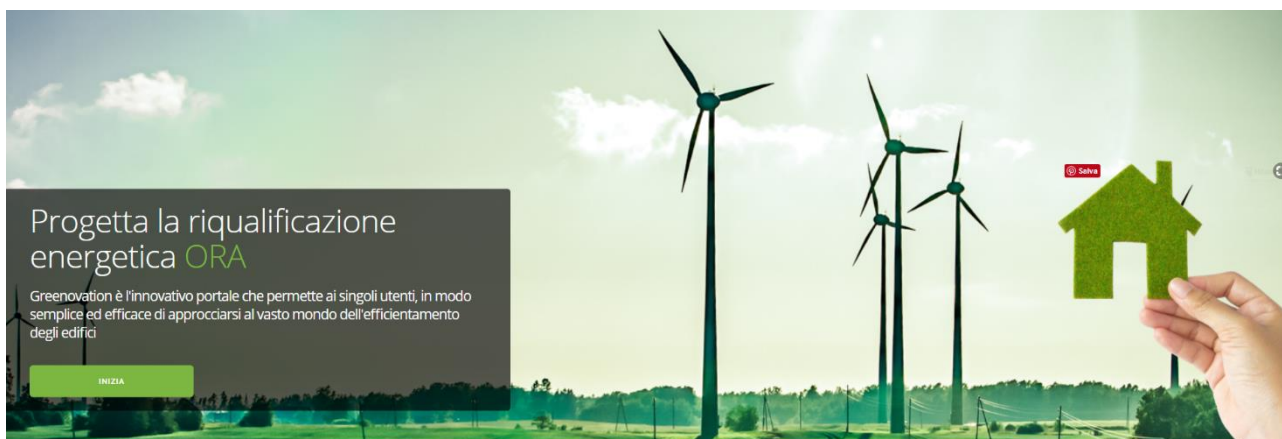 Salva
Progetta la riqualificazione
energetica ORA
Greenovation è l'innovativo portale che permette ai singoli utenti, in modo
semplice ed efficace di approcciarsi al vasto mondo dell'efficientamento
degli edifici
INIZIA